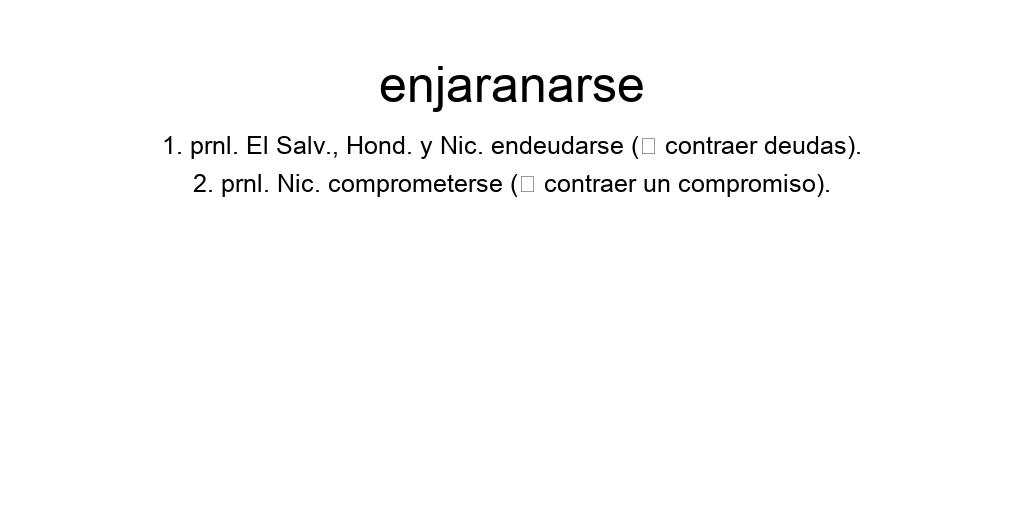 enjaranarse
1. prnl. El Salv., Hond. y Nic. endeudarse (▯ contraer deudas).
2. prnl. Nic. comprometerse (▯ contraer un compromiso).